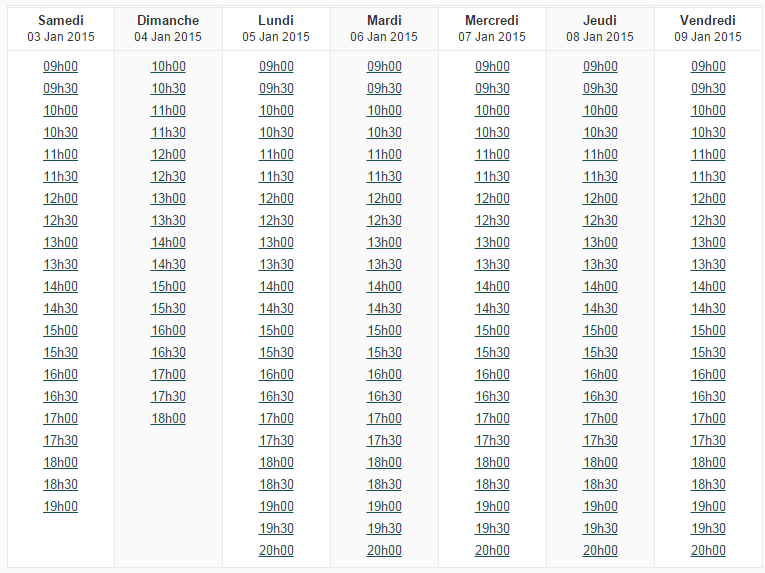 Samedi Dimanche Lundi Mardi Mercredi Jeudi Vendredi
03 Jan 2015 04 Jan 2015 05 Jan 2015 06 Jan 2015 07 Jan 2015 08 Jan 2015 09 Jan 2015
09h00 10h00 09h00 09h00 09h00 09h00 09h00
09h30 10h30 09h30 09h30 09h30 09h30 09h30
10h00 11h00 10h00 10h00 10h00 10h00 10h00
10h30 11h30 10h30 10h30 10h30 10h30 10h30
11h00 12h00 11h00 11h00 11h00 11h00 11h00
11h30 12h30 11h30 11h30 11h30 11h30 11h30
12h00 13h00 12h00 12h00 12h00 12h00 12h00
12h30 13h30 12h30 12h30 12h30 12h30 12h30
13h00 14h00 13h00 13h00 13h00 13h00 13h00
13h30 14h30 13h30 13h30 13h30 13h30 13h30
14h00 15h00 14h00 14h00 14h00 14h00 14h00
14h30 15h30 14h30 14h30 14h30 14h30 14h30
15h00 16h00 15h00 15h00 15h00 15h00 15h00
15h30 16h30 15h30 15h30 15h30 15h30 15h30
16h00 17h00 16h00 16h00 16h00 16h00 16h00
16h30 17h30 16h30 16h30 16h30 16h30 16h30
17h00 18h00 17h00 17h00 17h00 17h00 17h00
17h30 17h30 17h30 17h30 17h30 17h30
18h00 18h00 18h00 18h00 18h00 18h00
18h30 18h30 18h30 18h30 18h30 18h30
19h00 19h00 19h00 19h00 19h00 19h00
19h30 19h30 19h30 19h30 19h30
20h00 20h00 20h00 20h00 20h00